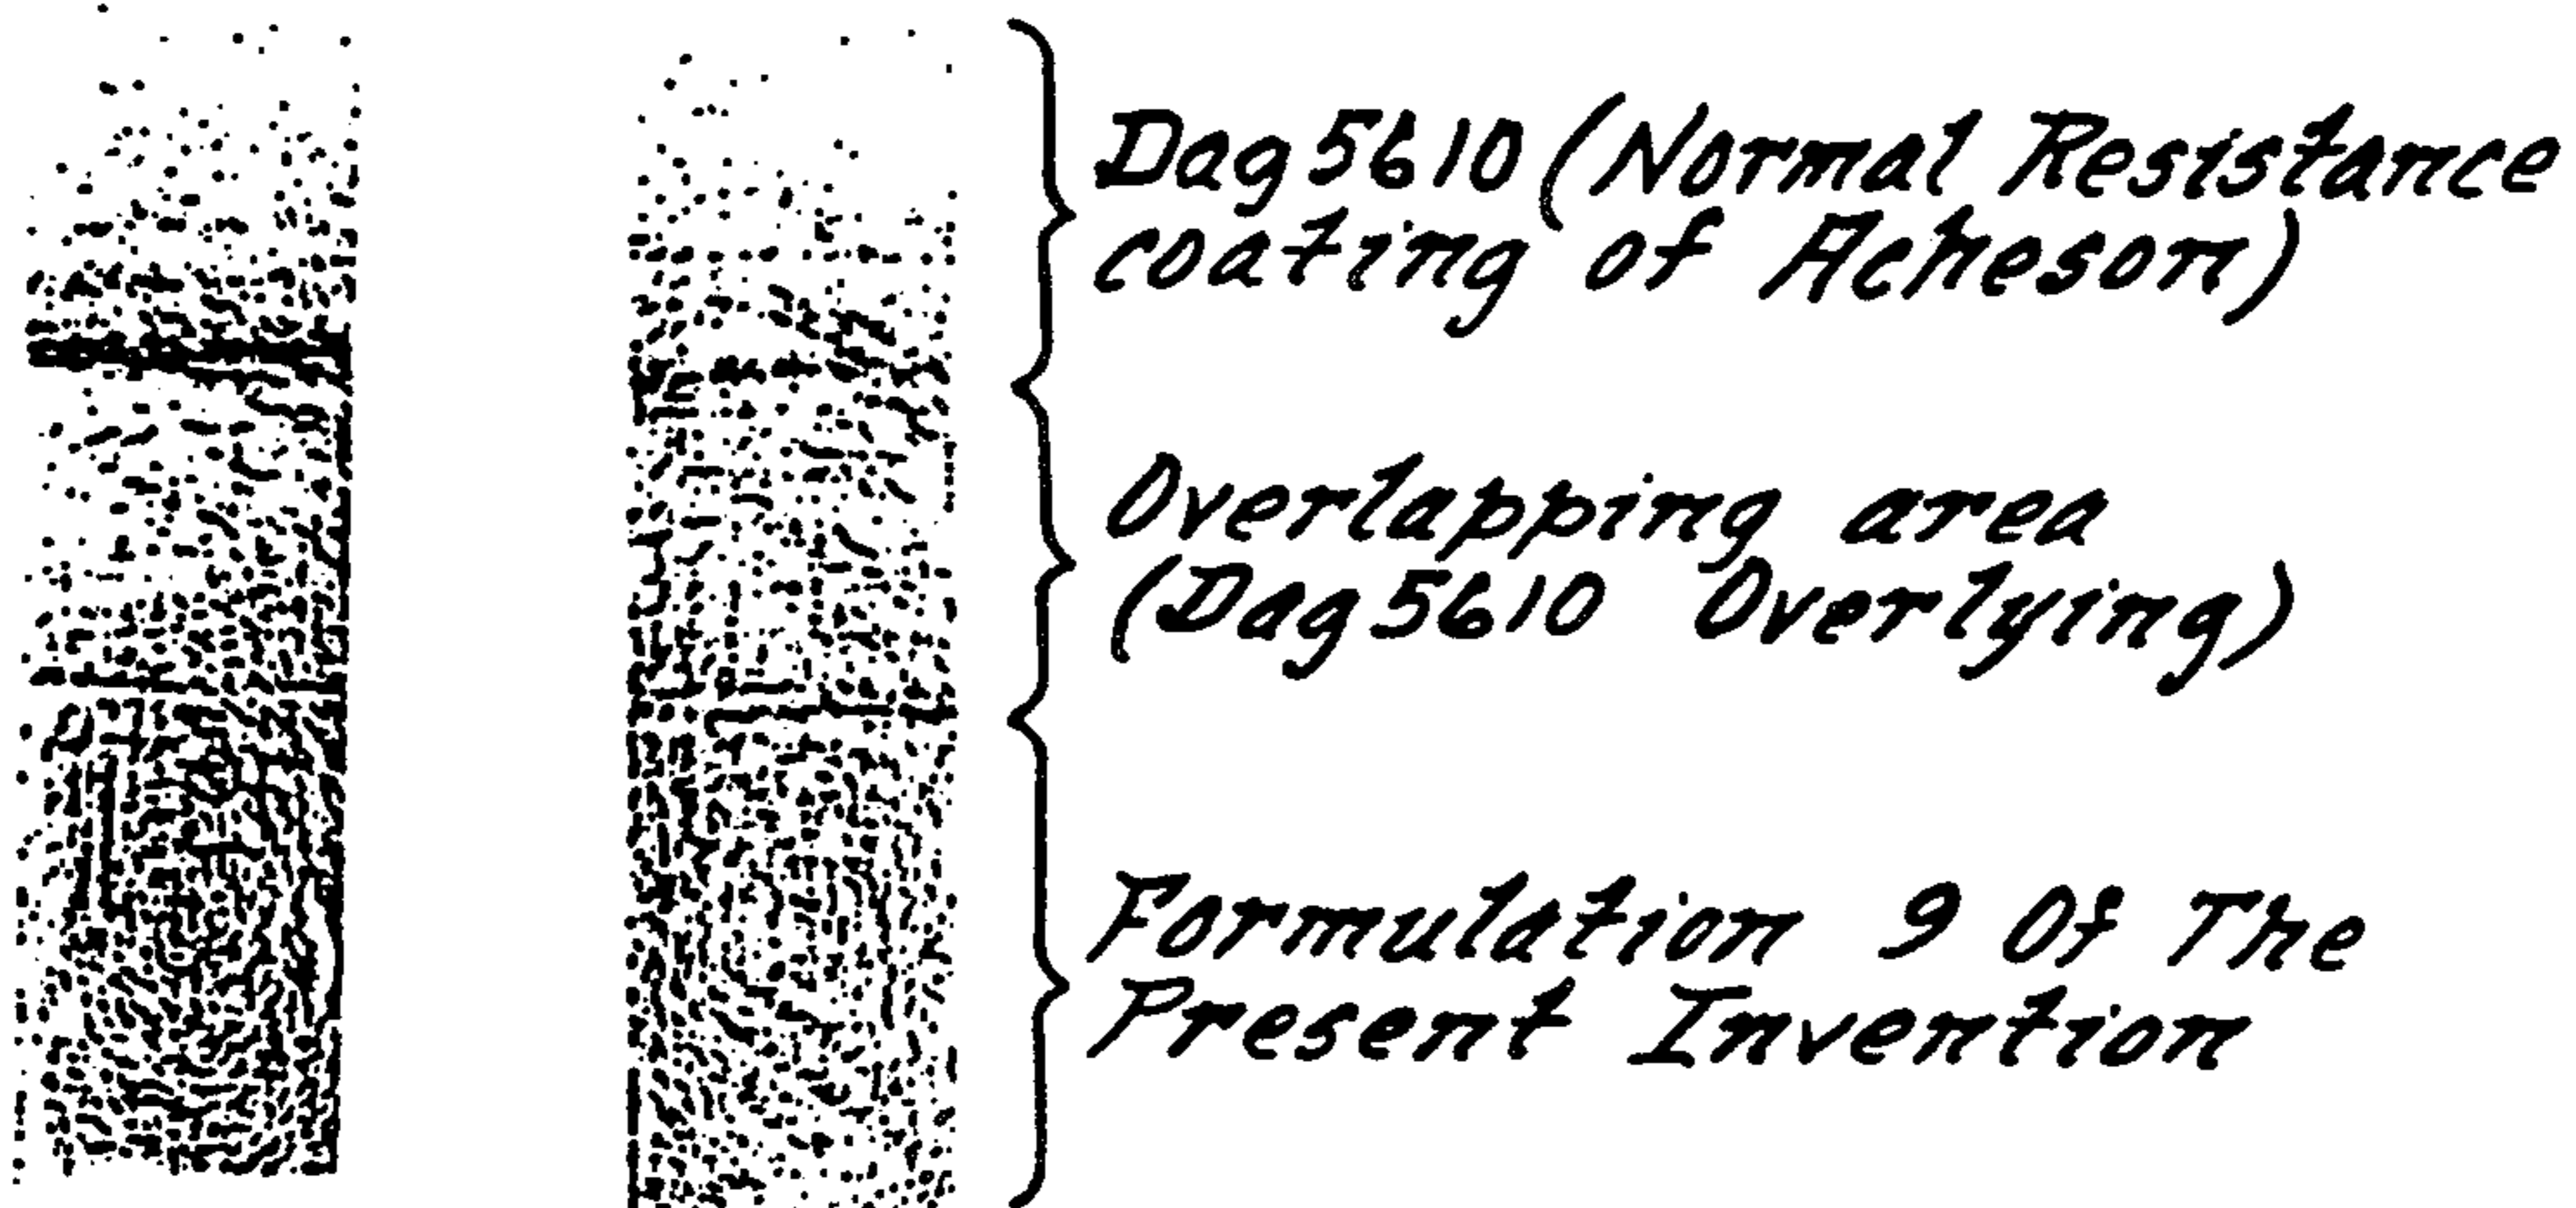 Dag 5610 (Normal Resistance
coating of Acheson)
Overlapping area
(Dag 5610 Overlying)
Formulation 9 Of The
Present Invention